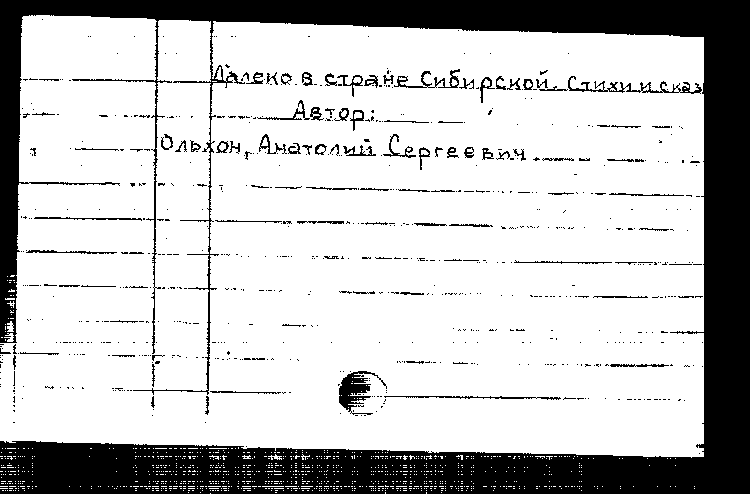 Далеко в стране Сибирской. Стихи и сказ
Автор:
Ольхон, Анатолий Сергеевич.